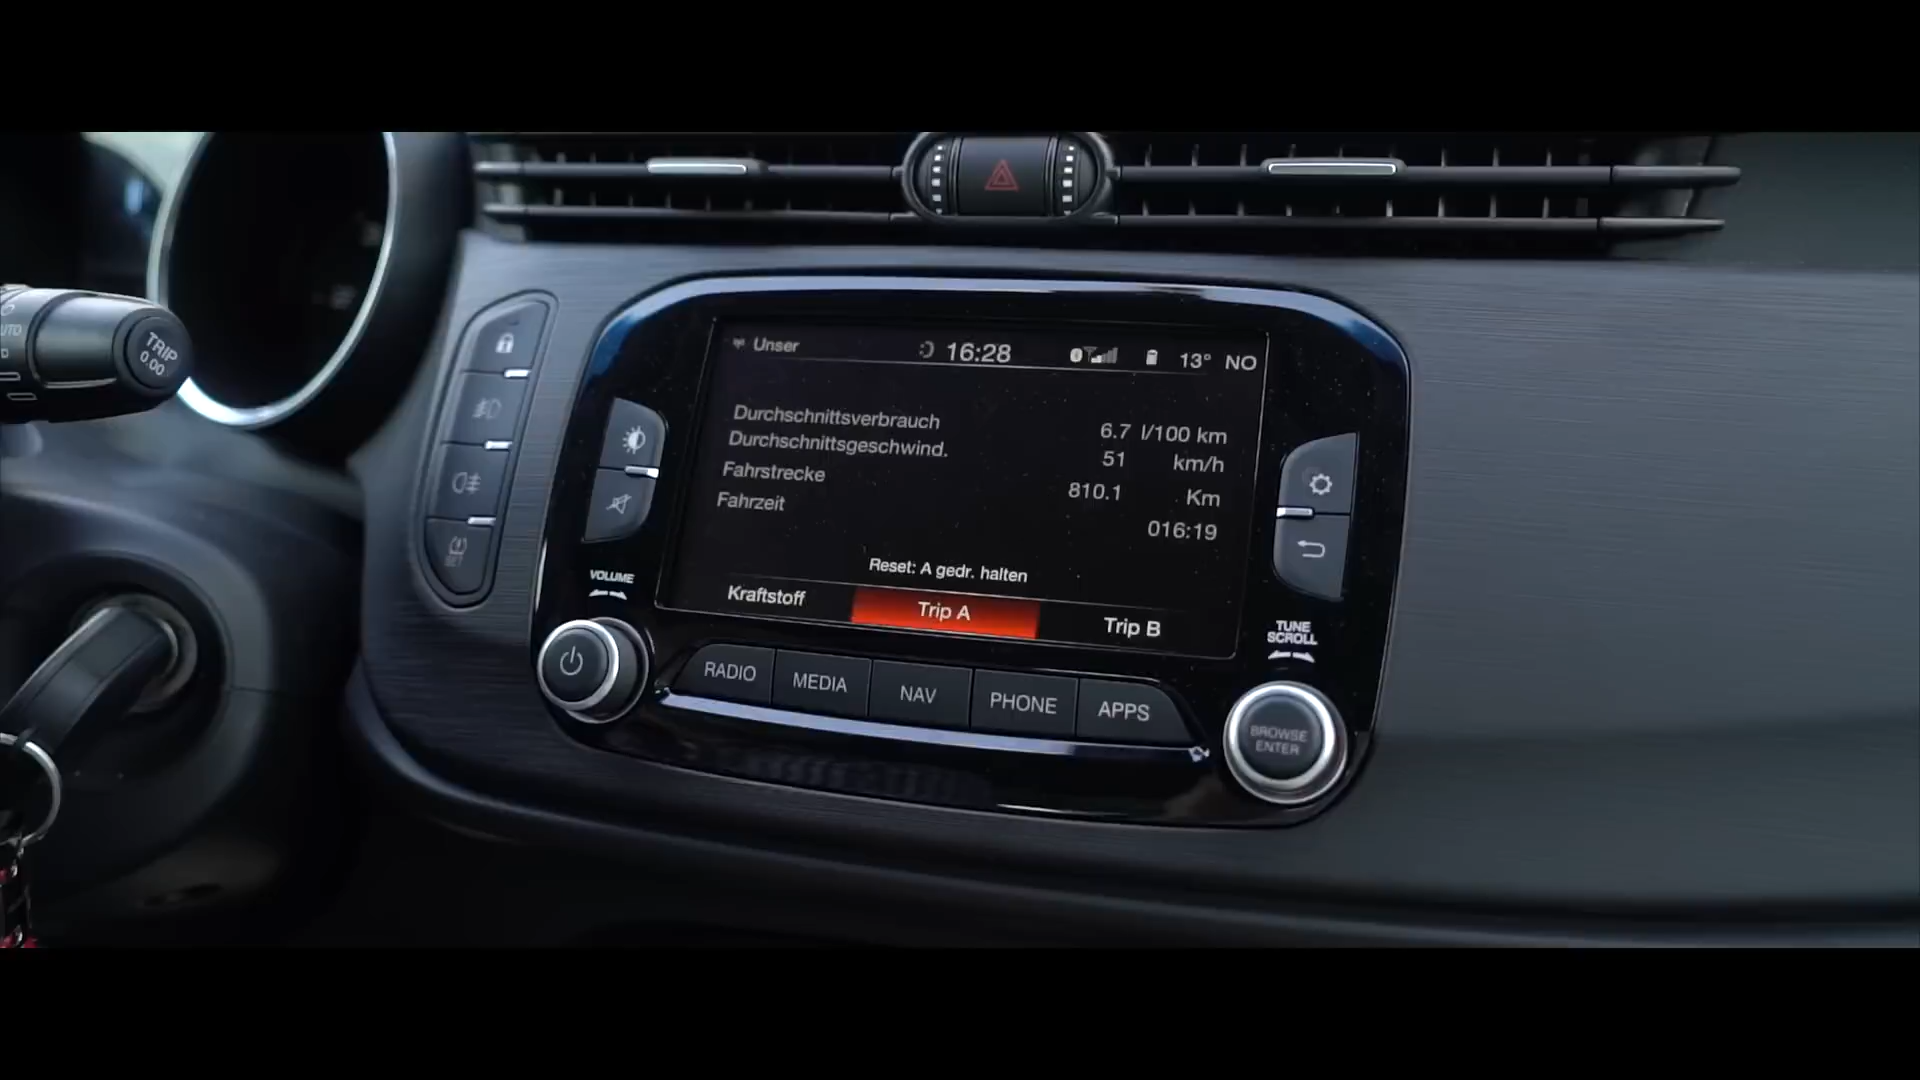 AUTO
TRIP
0.00
Unser 16:28 13° NO
Durchschnittsverbrauch 6.7 l/100 km
Durchschnittsgeschwind. 51 km/h
Fahrstrecke 810.1 Km
Fahrzeit 016:19
Reset: A gedr. halten
Kraftstoff Trip A Trip B
SET
VOLUME
TUNE
SCROLL
RADIO MEDIA NAV PHONE APPS
BROWSE
ENTER